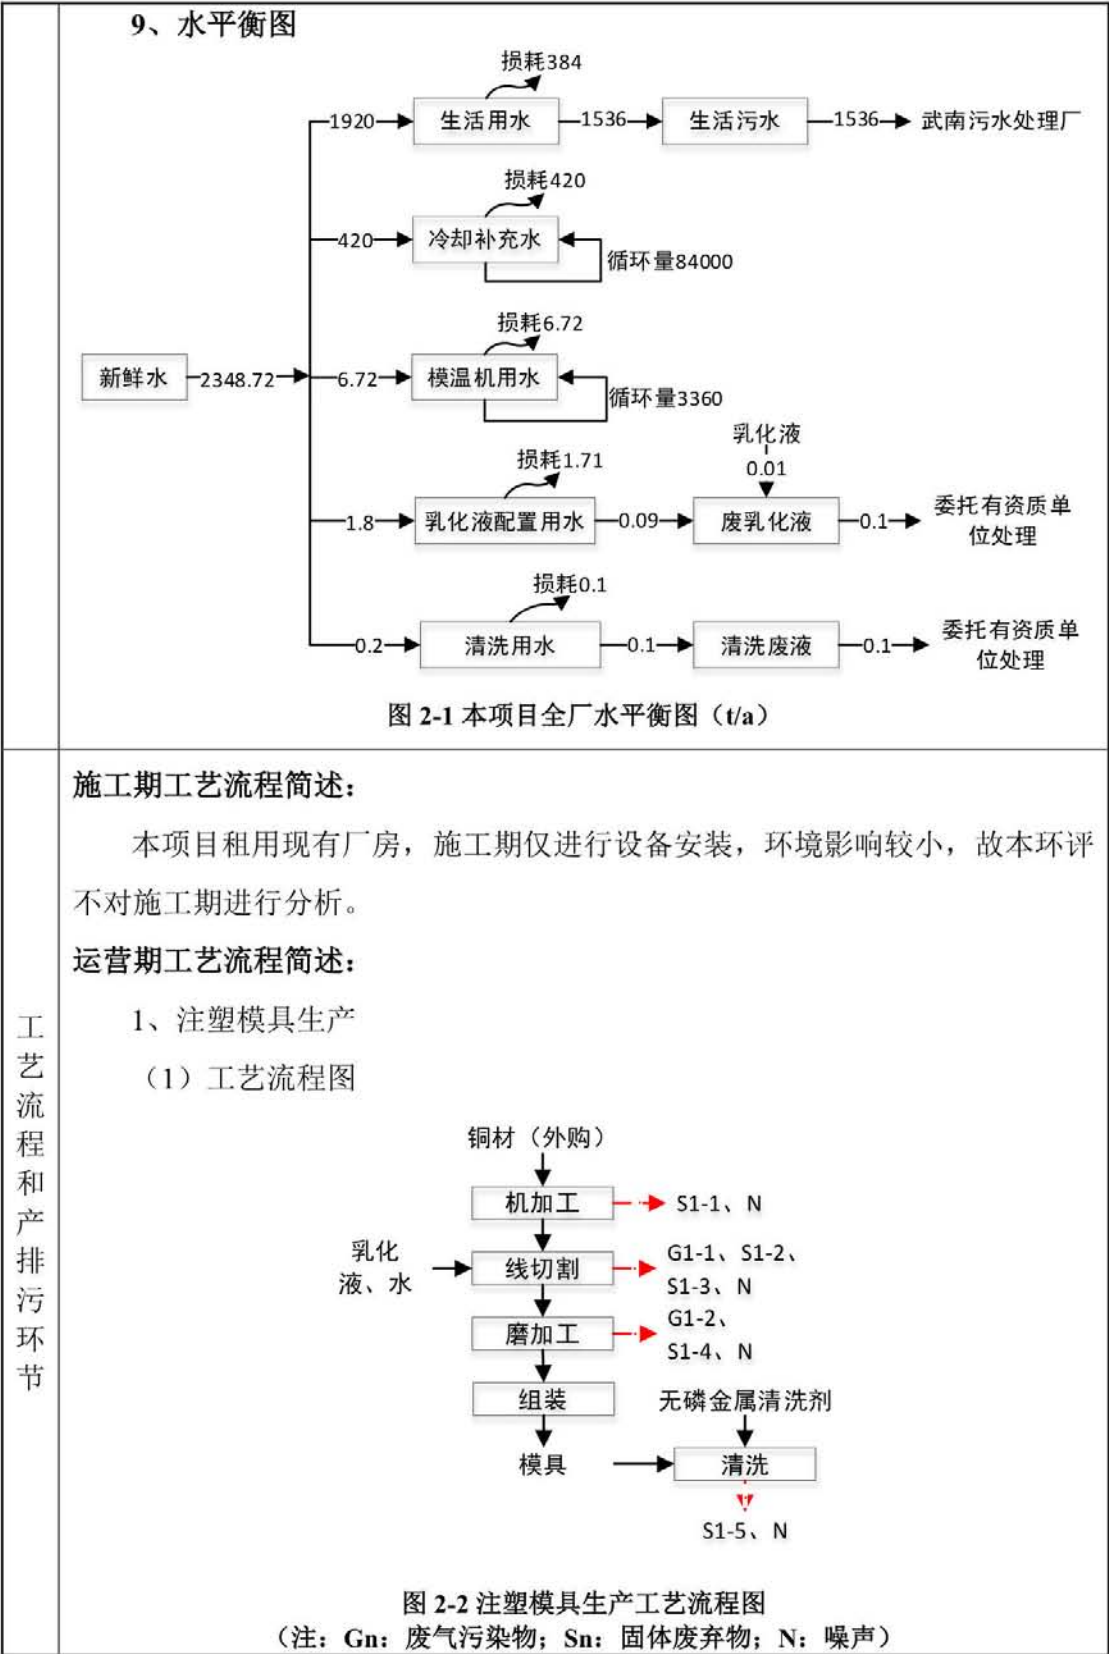 9、水平衡图
损耗384
1920
生活用水
1536
生活污水
1536
武南污水处理厂
损耗420
420
冷却补充水
循环量84000
损耗6.72
新鲜水
2348.72
6.72
模温机用水
循环量3360
乳化液
0.01
损耗1.71
1.8
乳化液配置用水
0.09
废乳化液
0.1
委托有资质单
位处理
损耗0.1
0.2
清洗用水
0.1
清洗废液
0.1
委托有资质单
位处理
图 2-1 本项目全厂水平衡图（t/a）
工艺流程和产排污环节
施工期工艺流程简述：
本项目租用现有厂房，施工期仅进行设备安装，环境影响较小，故本环评
不对施工期进行分析。
运营期工艺流程简述：
1、注塑模具生产
（1）工艺流程图
铜材（外购）
机加工
S1-1、N
乳化
液、水
线切割
G1-1、S1-2、
S1-3、N
磨加工
G1-2、
S1-4、N
组装
无磷金属清洗剂
模具
清洗
S1-5、N
图 2-2 注塑模具生产工艺流程图
（注：Gn：废气污染物；Sn：固体废弃物；N：噪声）